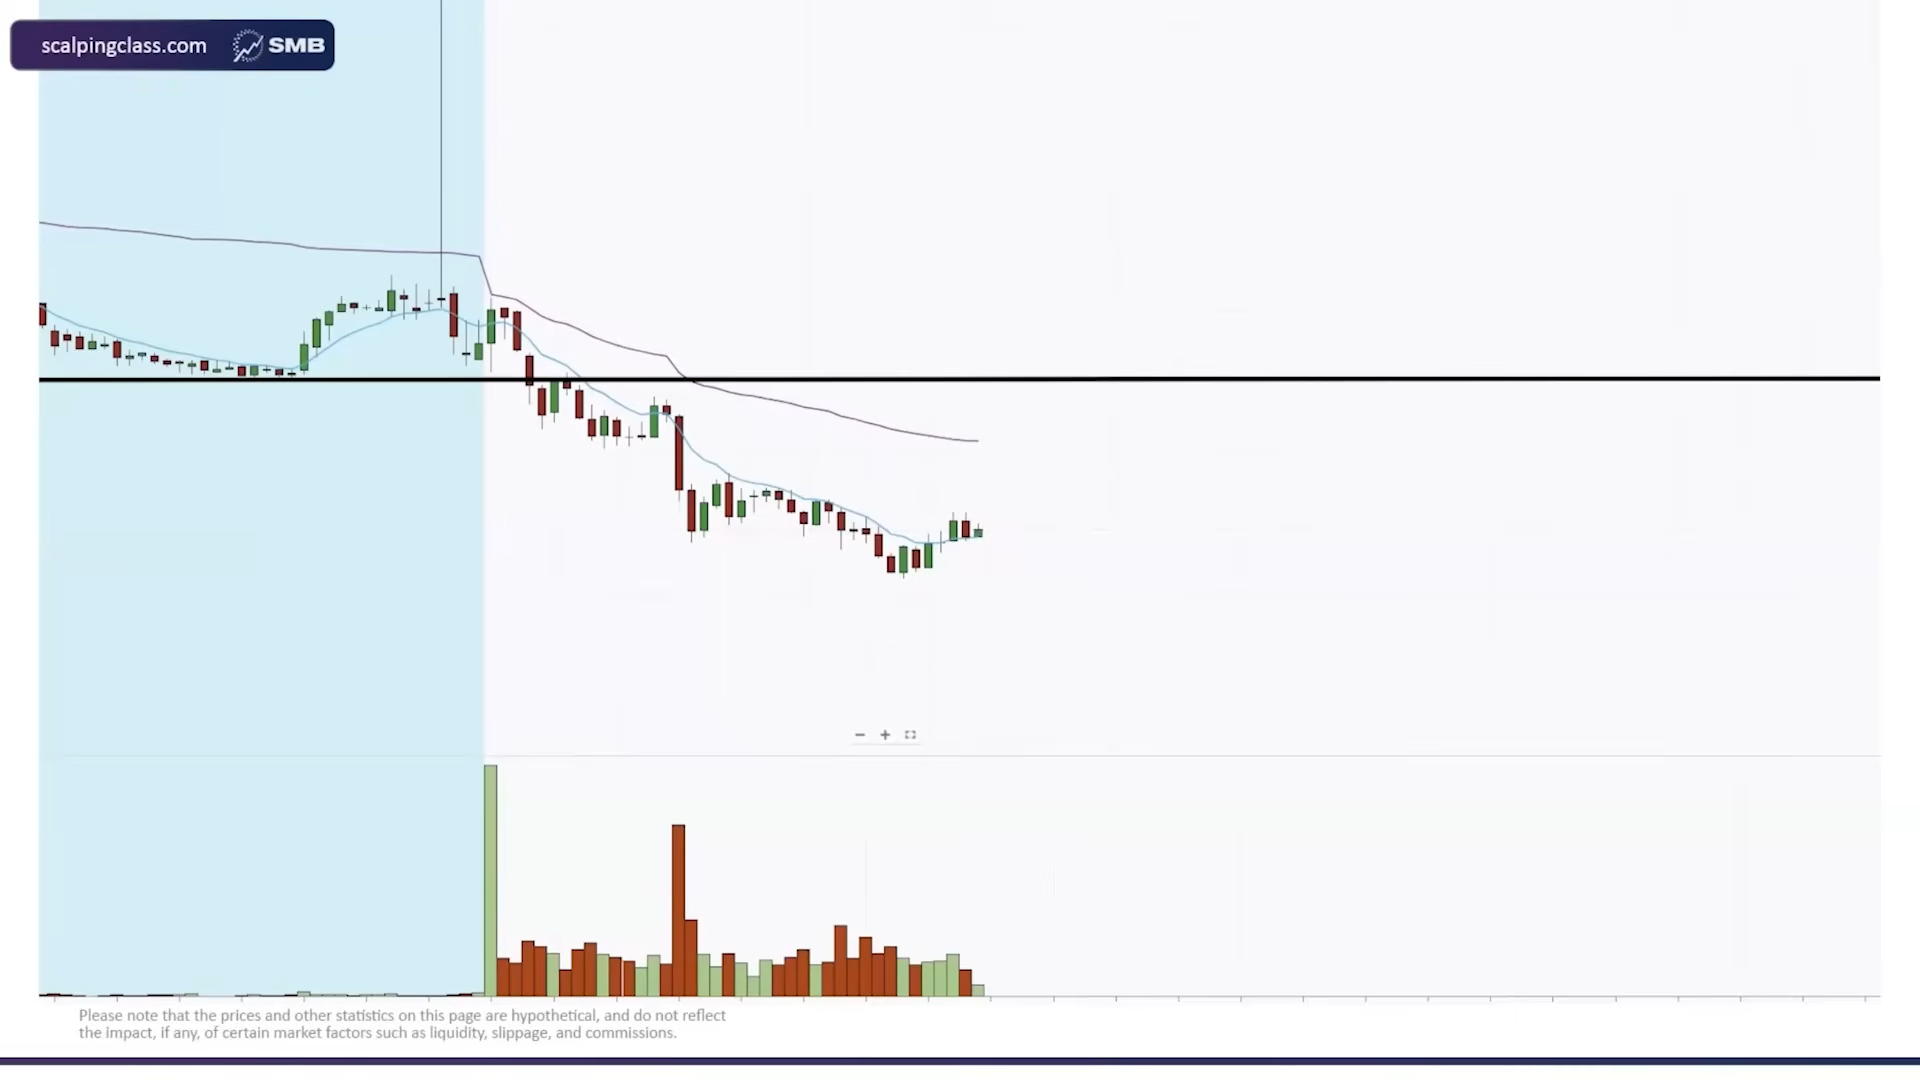 scalpingclass.com SMB
Please note that the prices and other statistics on this page are hypothetical, and do not reflect
the impact, if any, of certain market factors such as liquidity, slippage, and commissions.